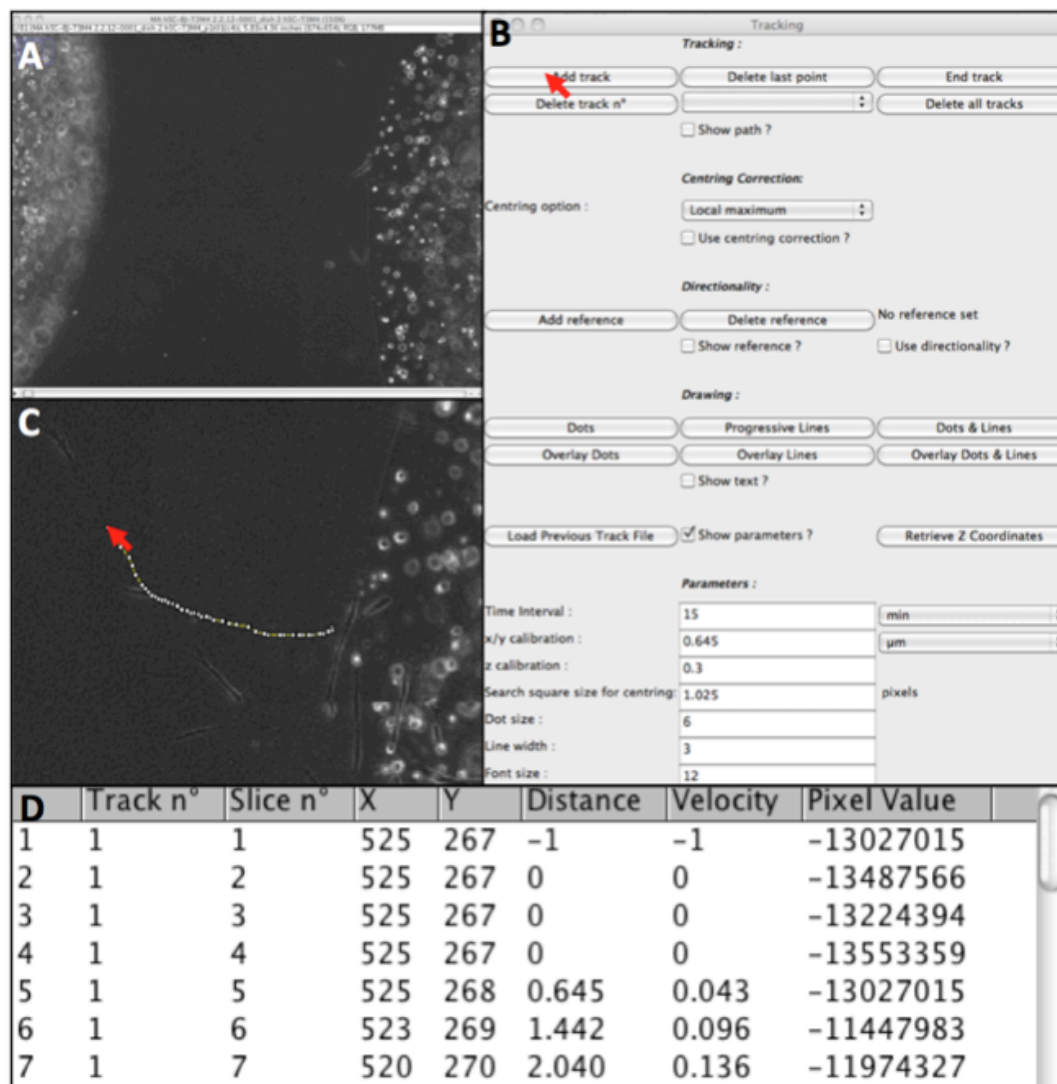 A
B
Tracking
Tracking :
Add track Delete last point End track
Delete track n° Delete all tracks
Show path ?
Centring Correction:
Centring option : Local maximum
Use centring correction ?
Directionality :
Add reference Delete reference No reference set
Show reference ? Use directionality ?
Drawing :
Dots Progressive Lines Dots & Lines
Overlay Dots Overlay Lines Overlay Dots & Lines
Show text ?
Load Previous Track File Show parameters ? Retrieve Z Coordinates
Parameters :
Time Interval : 15 min
x/y calibration : 0.645 µm
z calibration : 0.3
Search square size for centring: 1.025 pixels
Dot size : 6
Line width : 3
Font size : 12
C
D Track n° Slice n° X Y Distance Velocity Pixel Value
1 1 1 525 267 -1 -1 -13027015
2 1 2 525 267 0 0 -13487566
3 1 3 525 267 0 0 -13224394
4 1 4 525 267 0 0 -13553359
5 1 5 525 268 0.645 0.043 -13027015
6 1 6 523 269 1.442 0.096 -11447983
7 1 7 520 270 2.040 0.136 -11974327